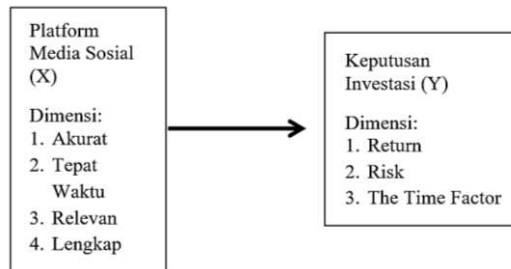 Platform
Media Sosial
(X)
Dimensi:
1. Akurat
2. Tepat
Waktu
3. Relevan
4. Lengkap
Keputusan
Investasi (Y)
Dimensi:
1. Return
2. Risk
3. The Time Factor